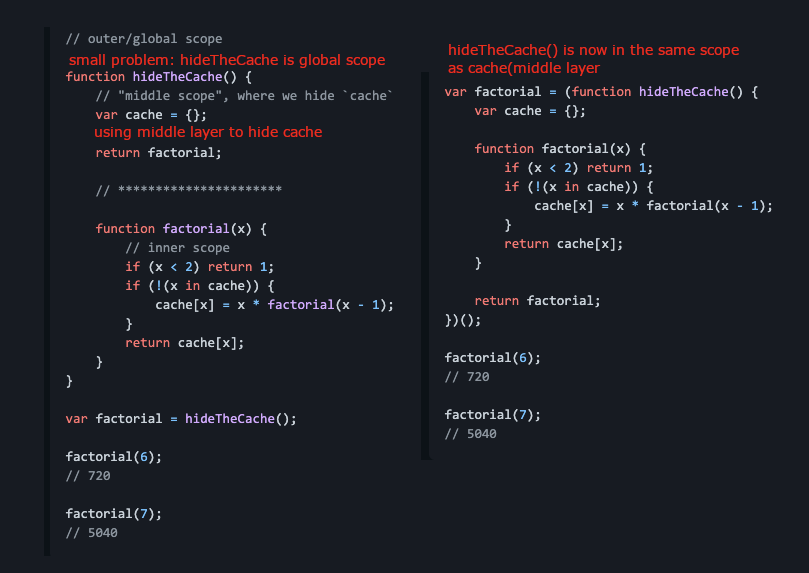 // outer/global scope
small problem: hideTheCache is global scope
function hideTheCache() {
// "middle scope", where we hide `cache`
var cache = {};
using middle layer to hide cache
return factorial;
// **********************
function factorial(x) {
// inner scope
if (x < 2) return 1;
if (!(x in cache)) {
cache[x] = x * factorial(x - 1);
}
return cache[x];
}
}
var factorial = hideTheCache();
factorial(6);
// 720
factorial(7);
// 5040
hideTheCache() is now in the same scope
as cache(middle layer
var factorial = (function hideTheCache() {
var cache = {};
function factorial(x) {
if (x < 2) return 1;
if (!(x in cache)) {
cache[x] = x * factorial(x - 1);
}
return cache[x];
}
return factorial;
})();
factorial(6);
// 720
factorial(7);
// 5040